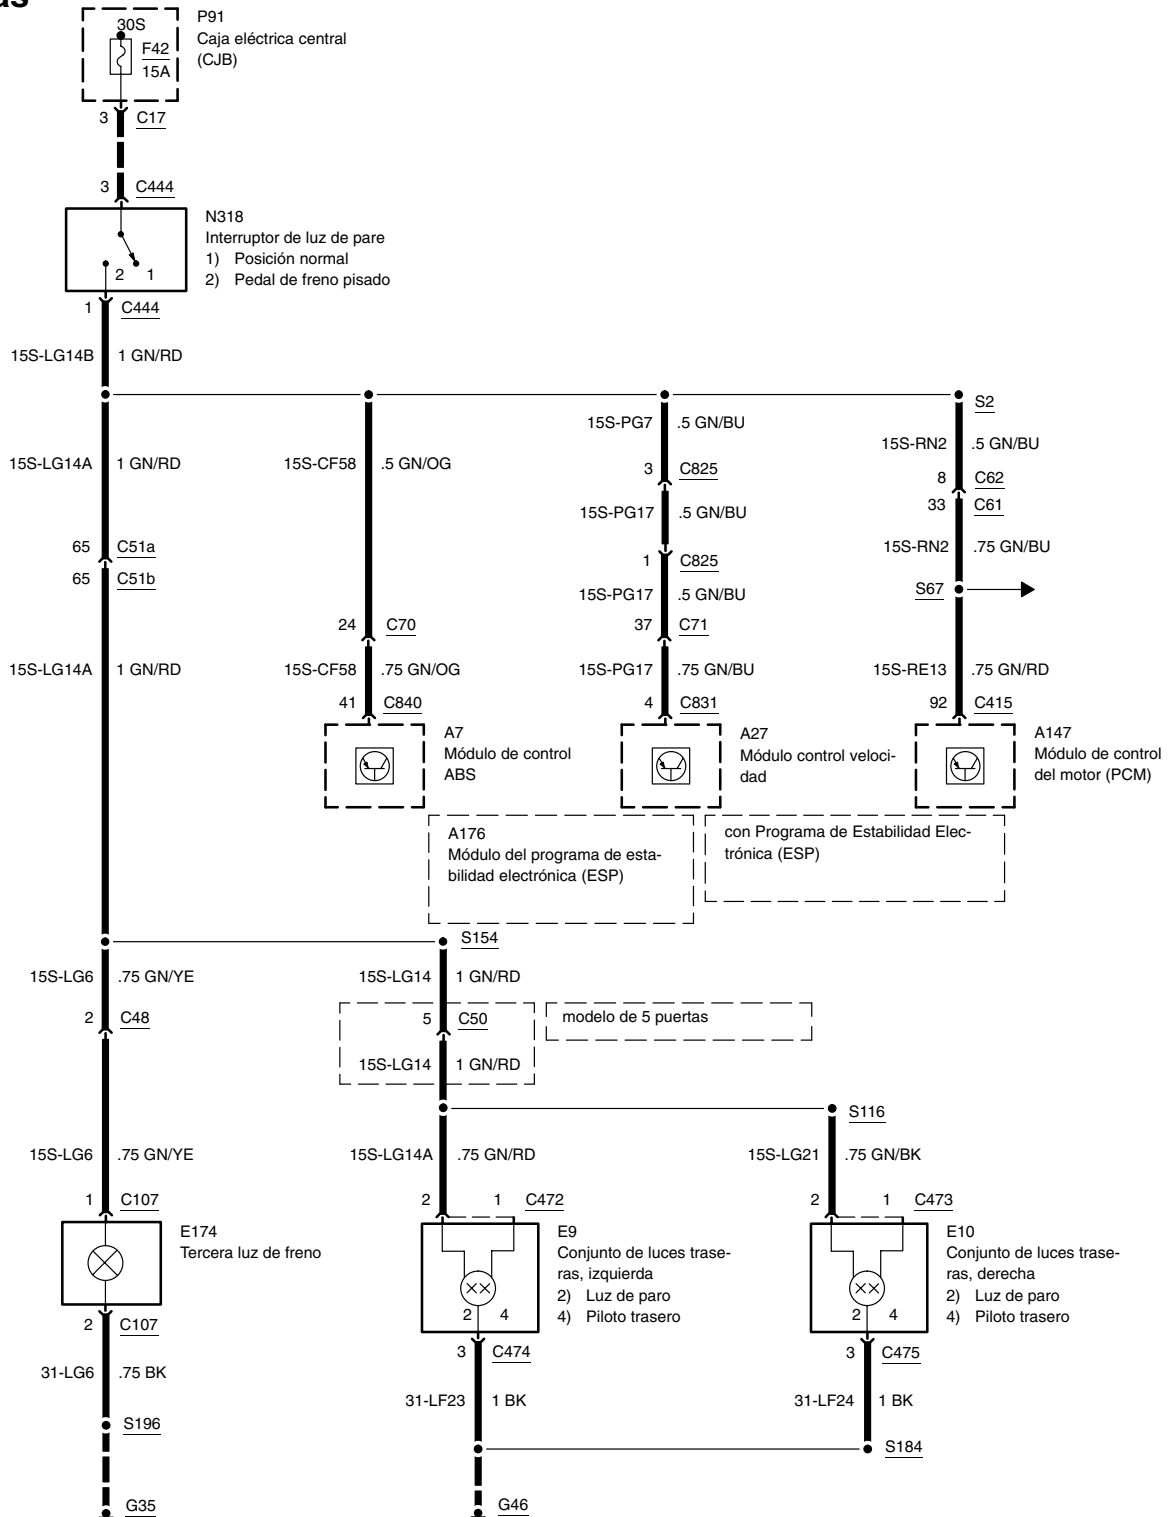 30S
F42
15A
P91
Caja eléctrica central
(CJB)
3 C17
3 C444
N318
Interruptor de luz de pare
1) Posición normal
2) Pedal de freno pisado
2 1
1 C444
15S-LG14B 1 GN/RD
S2
15S-PG7 .5 GN/BU
15S-RN2 .5 GN/BU
15S-LG14A 1 GN/RD
15S-CF58 .5 GN/OG
3 C825
8 C62
33 C61
15S-PG17 .5 GN/BU
65 C51a
15S-RN2 .75 GN/BU
1 C825
65 C51b
S67
15S-PG17 .5 GN/BU
24 C70
37 C71
15S-LG14A 1 GN/RD
15S-CF58 .75 GN/OG
15S-PG17 .75 GN/BU
15S-RE13 .75 GN/RD
41 C840
4 C831
92 C415
A7
Módulo de control
ABS
A27
Módulo control veloci-
dad
A147
Módulo de control
del motor (PCM)
A176
Módulo del programa de esta-
bilidad electrónica (ESP)
con Programa de Estabilidad Elec-
trónica (ESP)
S154
15S-LG6 .75 GN/YE
15S-LG14 1 GN/RD
2 C48
5 C50
modelo de 5 puertas
15S-LG14 1 GN/RD
S116
15S-LG6 .75 GN/YE
15S-LG14A .75 GN/RD
15S-LG21 .75 GN/BK
1 C107
2 1 C472
2 1 C473
E174
Tercera luz de freno
E9
Conjunto de luces trase-
ras, izquierda
2) Luz de paro
4) Piloto trasero
2 4
E10
Conjunto de luces trase-
ras, derecha
2) Luz de paro
4) Piloto trasero
2 4
2 C107
3 C474
3 C475
31-LG6 .75 BK
31-LF23 1 BK
31-LF24 1 BK
S196
S184
G35
G46